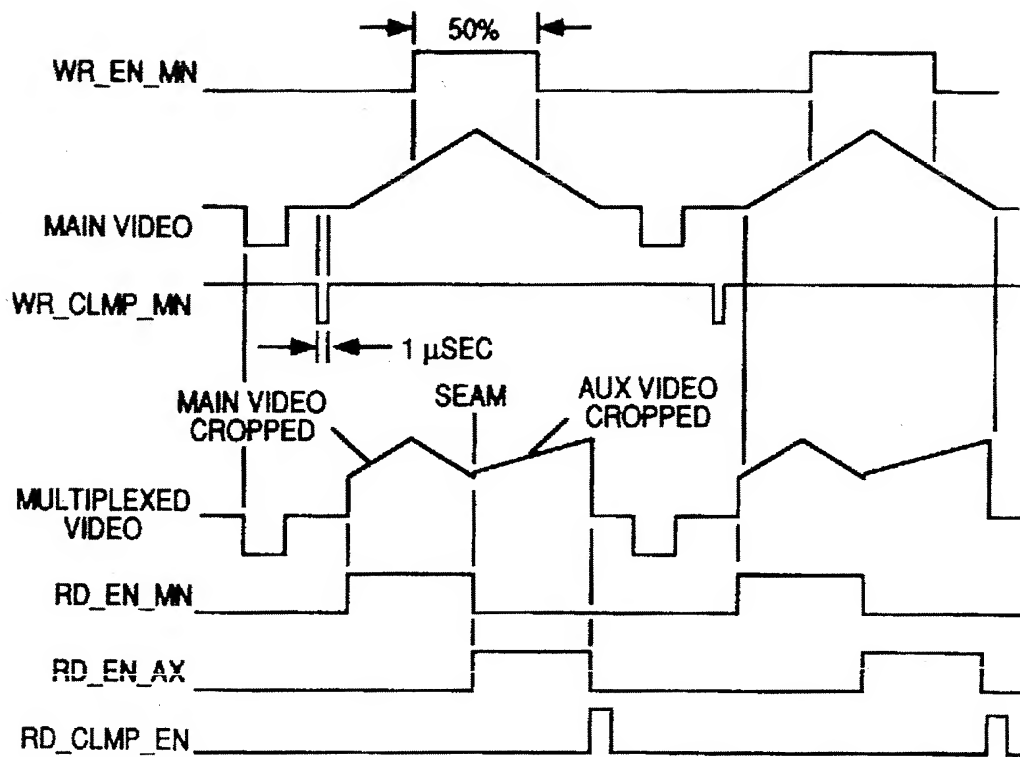 50%
WR_EN_MN
MAIN VIDEO
WR_CLMP_MN
1 µSEC
MAIN VIDEO
CROPPED
SEAM
AUX VIDEO
CROPPED
MULTIPLEXED
VIDEO
RD_EN_MN
RD_EN_AX
RD_CLMP_EN